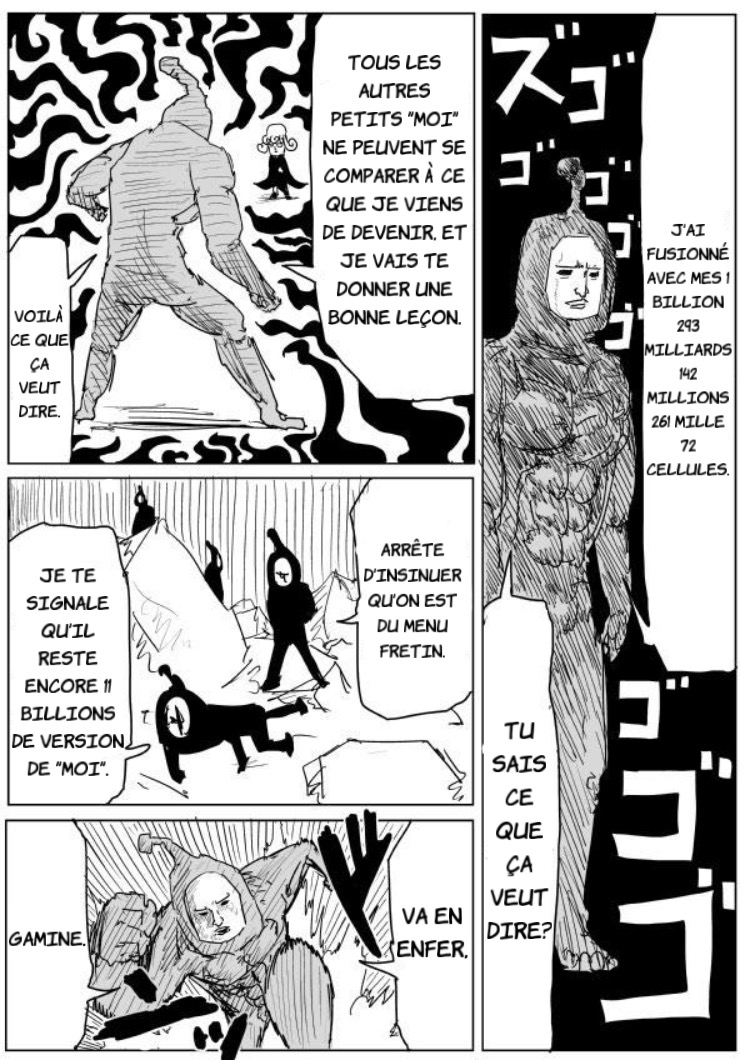 J'AI
FUSIONNÉ
AVEC MES 1
BILLION
293
MILLIARDS
142
MILLIONS
261 MILLE
72
CELLULES.
ズゴゴゴゴゴ
TU
SAIS
CE
QUE
ÇA
VEUT
DIRE?
ゴゴゴ
TOUS LES
AUTRES
PETITS "MOI"
NE PEUVENT SE
COMPARER À CE
QUE JE VIENS
DE DEVENIR, ET
JE VAIS TE
DONNER UNE
BONNE LEÇON.
VOILÀ
CE QUE
ÇA
VEUT
DIRE.
ARRÊTE
D'INSINUER
QU'ON EST
DU MENU
FRETIN.
JE TE
SIGNALE
QU'IL
RESTE
ENCORE 11
BILLIONS
DE VERSION
DE "MOI".
VA EN
ENFER,
GAMINE.